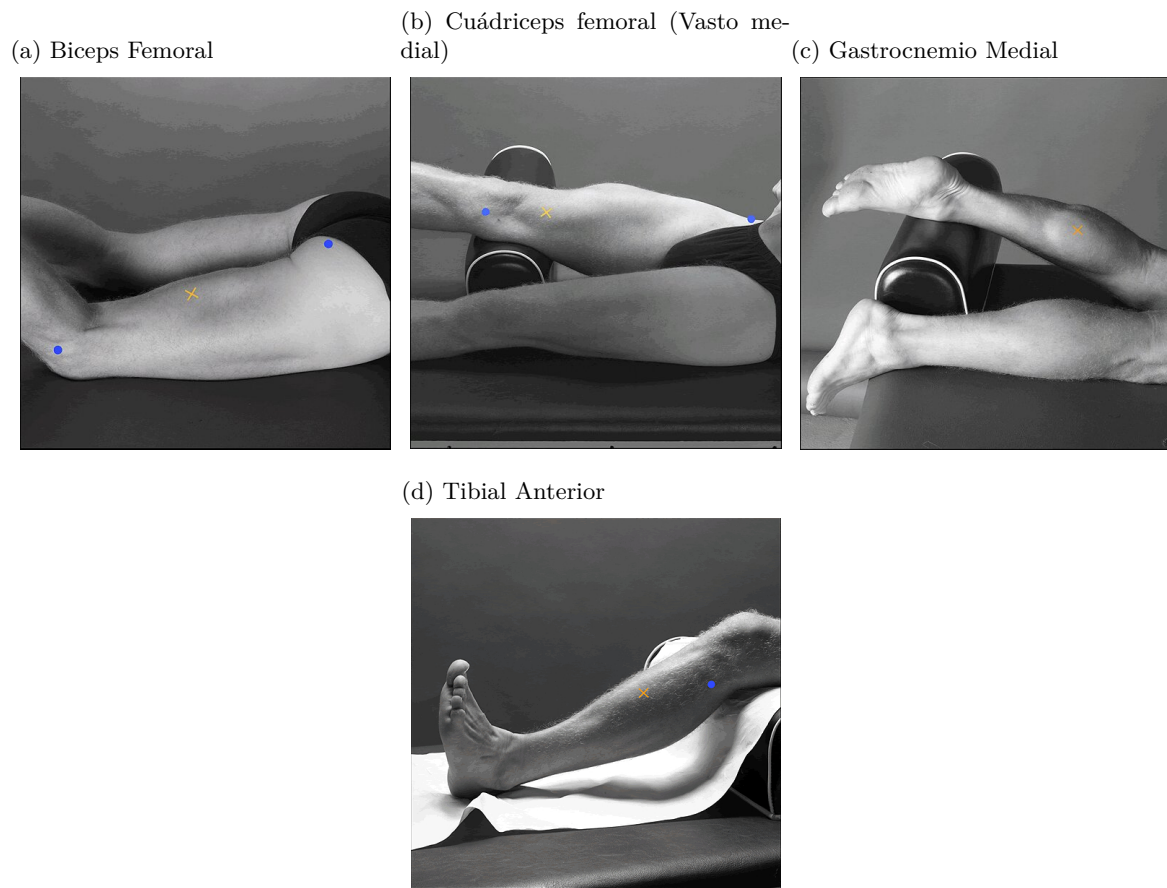 (a) Biceps Femoral
(b) Cuádriceps femoral (Vasto me-
dial)
(c) Gastrocnemio Medial
(d) Tibial Anterior